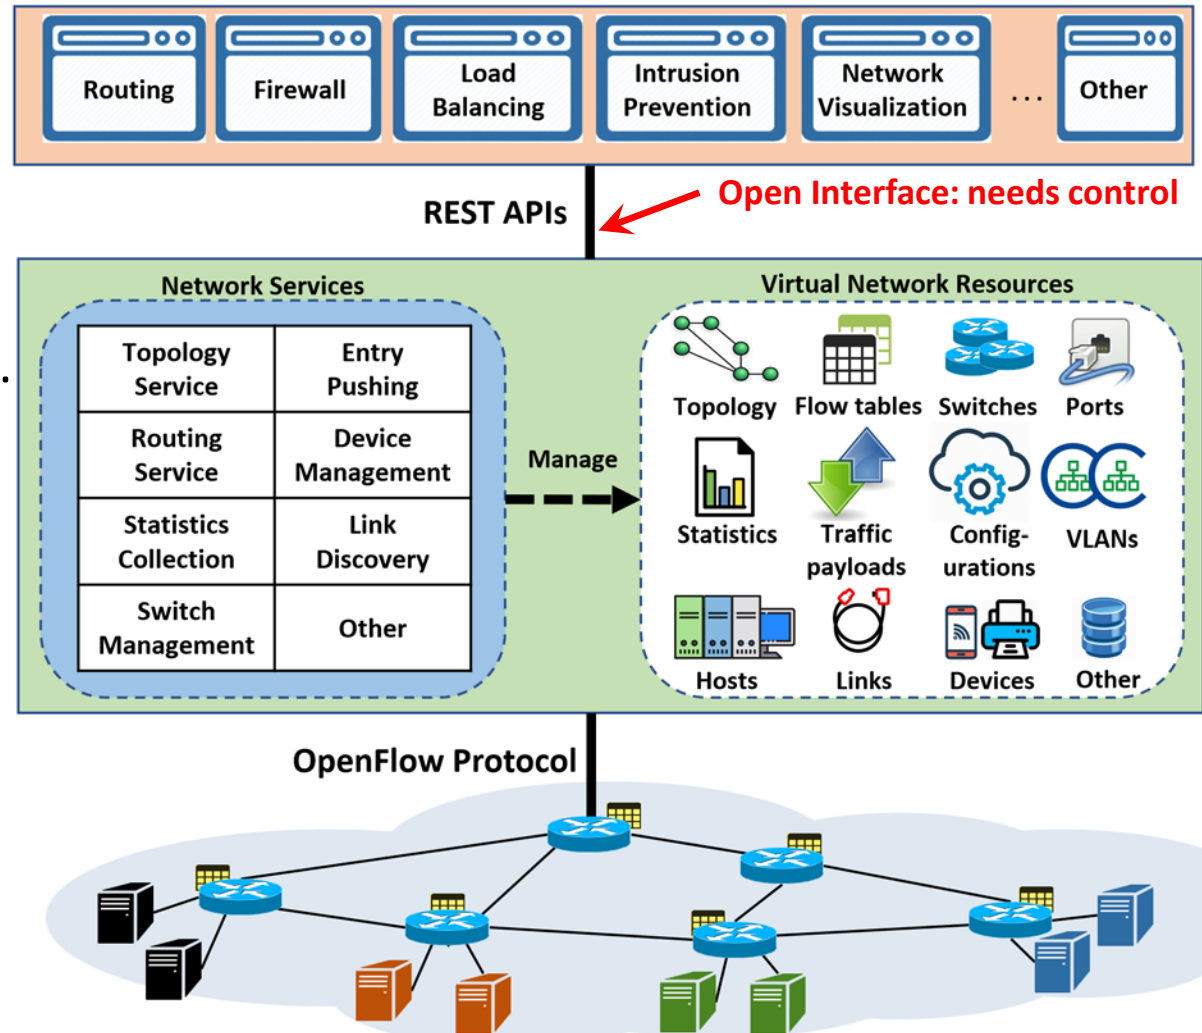 Routing
Firewall
Load
Balancing
Intrusion
Prevention
Network
Visualization
...
Other
REST APIs
Open Interface: needs control
Network Services
Topology
Service
Entry
Pushing
Routing
Service
Device
Management
Statistics
Collection
Link
Discovery
Switch
Management
Other
.
Manage
Virtual Network Resources
Topology
Flow tables
Switches
Ports
Statistics
Traffic
payloads
Config-
urations
VLANs
Hosts
Links
Devices
Other
OpenFlow Protocol